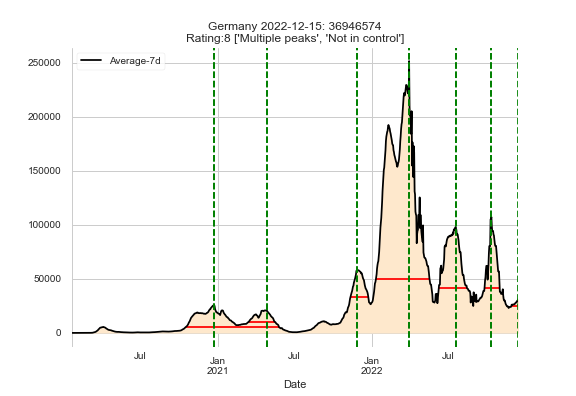 Germany 2022-12-15: 36946574
Rating:8 ['Multiple peaks', 'Not in control']
Average-7d
250000
200000
150000
100000
50000
0
Jul
Jan
2021
Jul
Jan
2022
Jul
Date